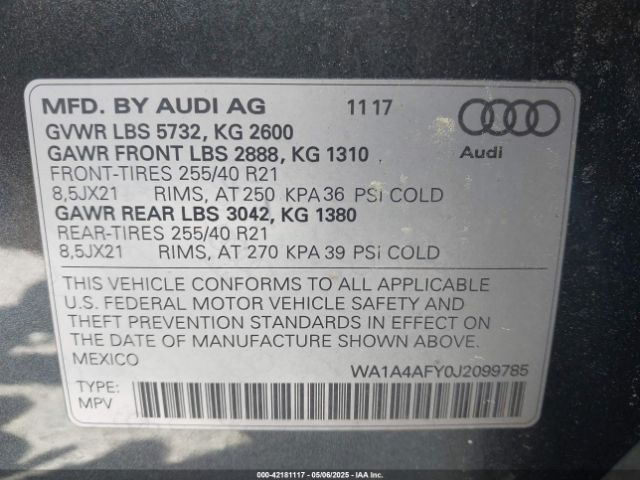 MFD. BY AUDI AG 11 17
GVWR LBS 5732, KG 2600
GAWR FRONT LBS 2888, KG 1310
Audi
FRONT-TIRES 255/40 R21
8,5JX21 RIMS, AT 250 KPA 36 PSI COLD
GAWR REAR LBS 3042, KG 1380
REAR-TIRES 255/40 R21
8,5JX21 RIMS, AT 270 KPA 39 PSI COLD
THIS VEHICLE CONFORMS TO ALL APPLICABLE
U.S. FEDERAL MOTOR VEHICLE SAFETY AND
THEFT PREVENTION STANDARDS IN EFFECT ON
THE DATE OF MANUFACTURE SHOWN ABOVE.
MEXICO
WA1A4AFY0J2099785
TYPE:
MPV
000-42181117 - 05/06/2025 - IAAI